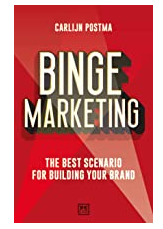 CARLIJN POSTMA
BINGE
MARKETING
THE BEST SCENARIO
FOR BUILDING YOUR BRAND